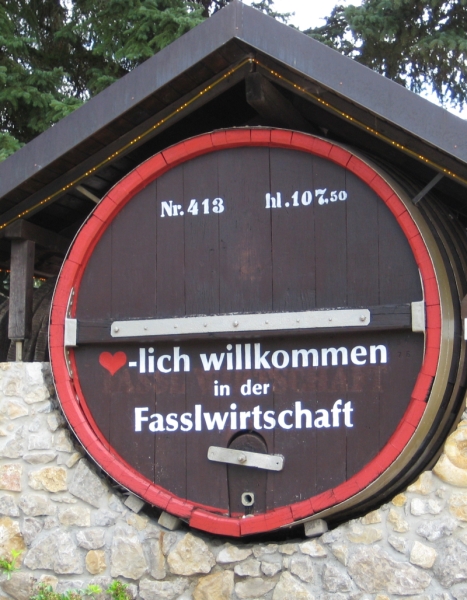 Nr. 413 hl. 107,50
❤-lich willkommen
in der
Fasslwirtschaft